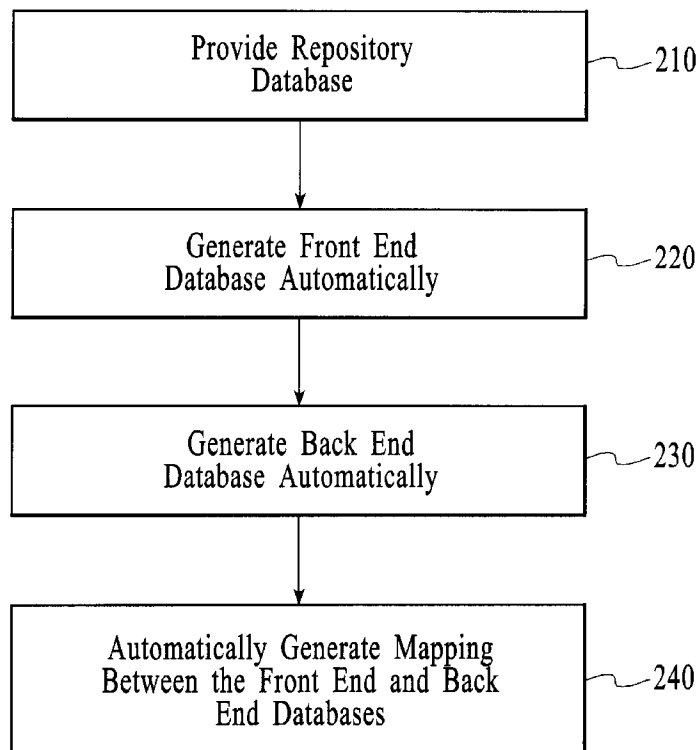 Provide Repository
Database
210
Generate Front End
Database Automatically
220
Generate Back End
Database Automatically
230
Automatically Generate Mapping
Between the Front End and Back
End Databases
240